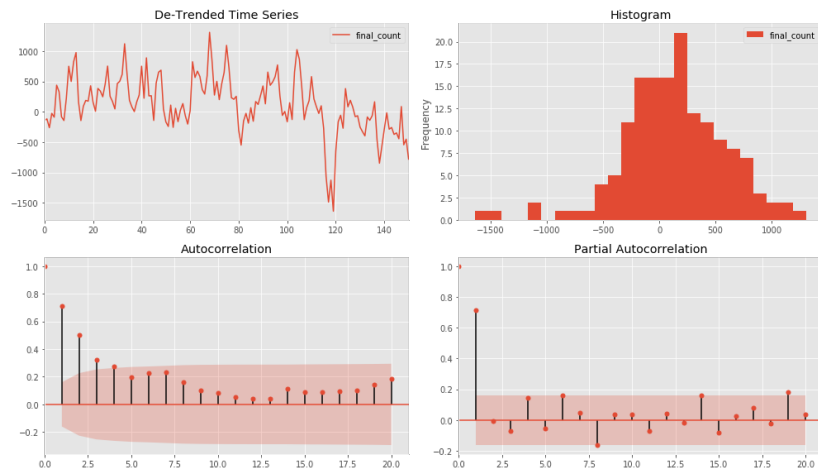 De-Trended Time Series
final_count
1000
500
0
−500
−1000
−1500
0 20 40 60 80 100 120 140
Histogram
final_count
Frequency
20.0
17.5
15.0
12.5
10.0
7.5
5.0
2.5
0.0
−1500 −1000 −500 0 500 1000
Autocorrelation
1.0
0.8
0.6
0.4
0.2
0.0
−0.2
0.0 2.5 5.0 7.5 10.0 12.5 15.0 17.5 20.0
Partial Autocorrelation
1.0
0.8
0.6
0.4
0.2
0.0
−0.2
0.0 2.5 5.0 7.5 10.0 12.5 15.0 17.5 20.0